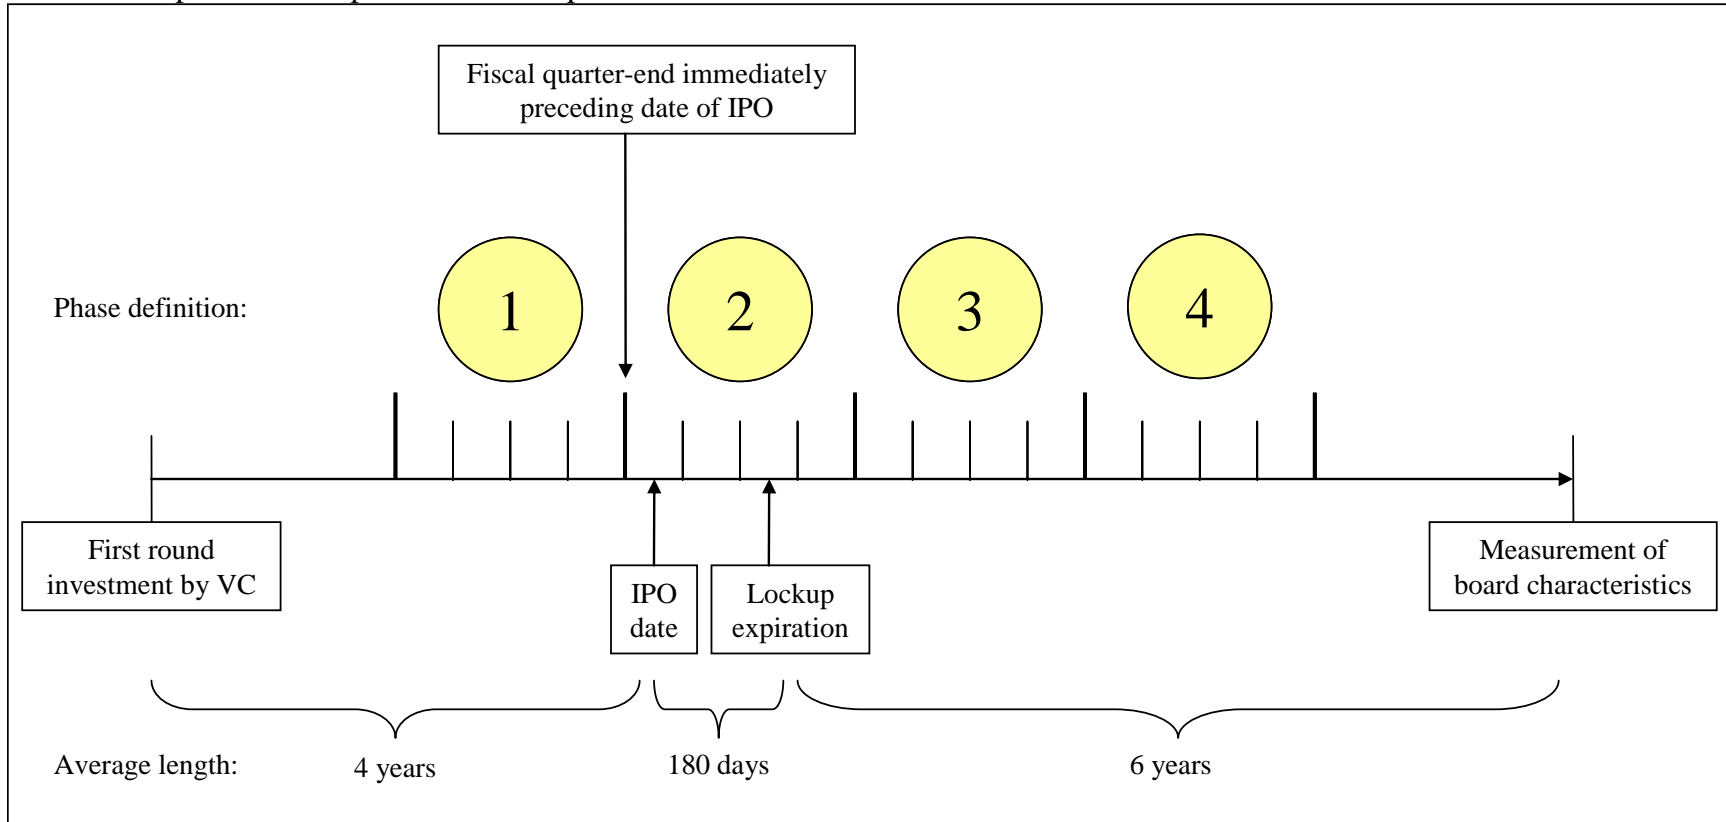 Fiscal quarter-end immediately
preceding date of IPO
Phase definition:
1
2
3
4
First round
investment by VC
IPO
date
Lockup
expiration
Measurement of
board characteristics
Average length:
4 years
180 days
6 years